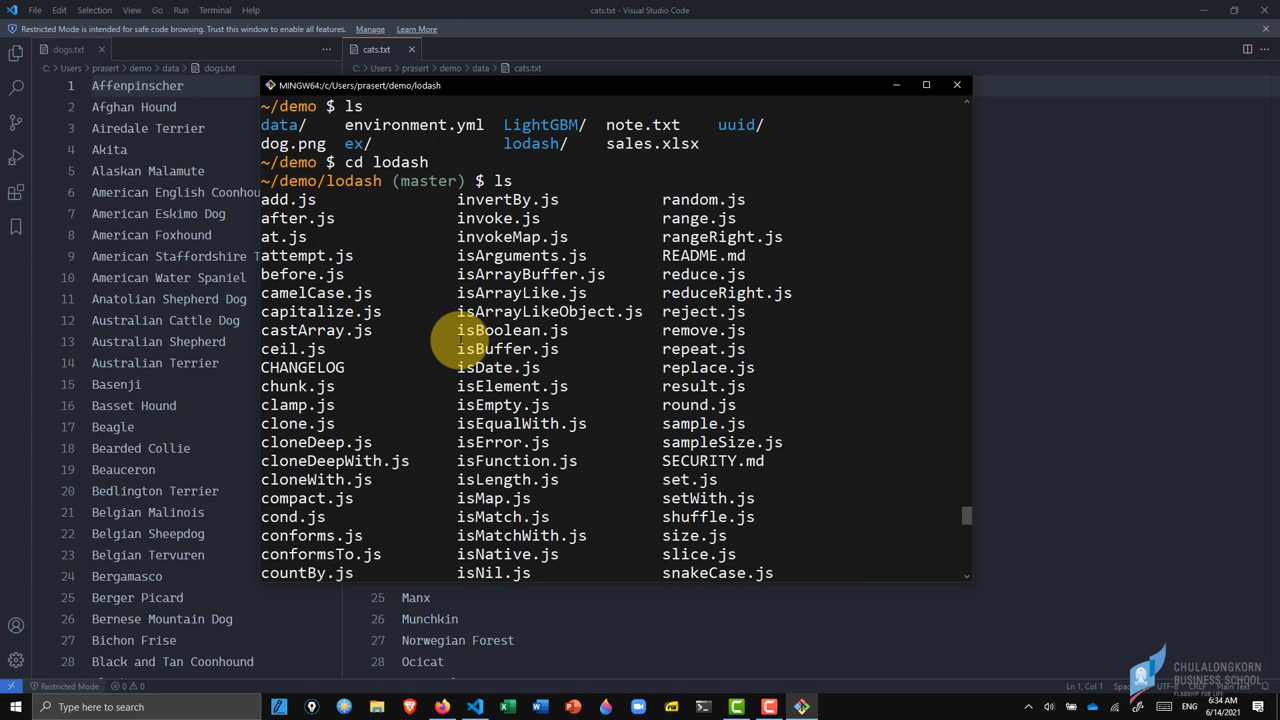 File Edit Selection View Go Run Terminal Help cats.txt - Visual Studio Code
Restricted Mode is intended for safe code browsing. Trust this window to enable all features. Manage Learn More
dogs.txt cats.txt
C: > Users > prasert > demo > data > dogs.txt C: > Users > prasert > demo > data > cats.txt
1 Affenpinscher
2 Afghan Hound
3 Airedale Terrier
4 Akita
5 Alaskan Malamute
6 American English Coonhou
7 American Eskimo Dog
8 American Foxhound
9 American Staffordshire T
10 American Water Spaniel
11 Anatolian Shepherd Dog
12 Australian Cattle Dog
13 Australian Shepherd
14 Australian Terrier
15 Basenji
16 Basset Hound
17 Beagle
18 Bearded Collie
19 Beauceron
20 Bedlington Terrier
21 Belgian Malinois
22 Belgian Sheepdog
23 Belgian Tervuren
24 Bergamasco
25 Berger Picard
26 Bernese Mountain Dog
27 Bichon Frise
28 Black and Tan Coonhound
MINGW64:/c/Users/prasert/demo/lodash
~/demo $ ls
data/ environment.yml LightGBM/ note.txt uuid/
dog.png ex/ lodash/ sales.xlsx
~/demo $ cd lodash
~/demo/lodash (master) $ ls
add.js invertBy.js random.js
after.js invoke.js range.js
at.js invokeMap.js rangeRight.js
attempt.js isArguments.js README.md
before.js isArrayBuffer.js reduce.js
camelCase.js isArrayLike.js reduceRight.js
capitalize.js isArrayLikeObject.js reject.js
castArray.js isBoolean.js remove.js
ceil.js isBuffer.js repeat.js
CHANGELOG isDate.js replace.js
chunk.js isElement.js result.js
clamp.js isEmpty.js round.js
clone.js isEqualWith.js sample.js
cloneDeep.js isError.js sampleSize.js
cloneDeepWith.js isFunction.js SECURITY.md
cloneWith.js isLength.js set.js
compact.js isMap.js setWith.js
cond.js isMatch.js shuffle.js
conforms.js isMatchWith.js size.js
conformsTo.js isNative.js slice.js
countBy.js isNil.js snakeCase.js
25 Manx
26 Munchkin
27 Norwegian Forest
28 Ocicat
CHULALONGKORN
BUSINESS SCHOOL
FLAGSHIP FOR LIFE
Restricted Mode 0 0 Ln 1, Col 1 UTF-8 CRLF Plain Text
Type here to search
6:34 AM
6/14/2021